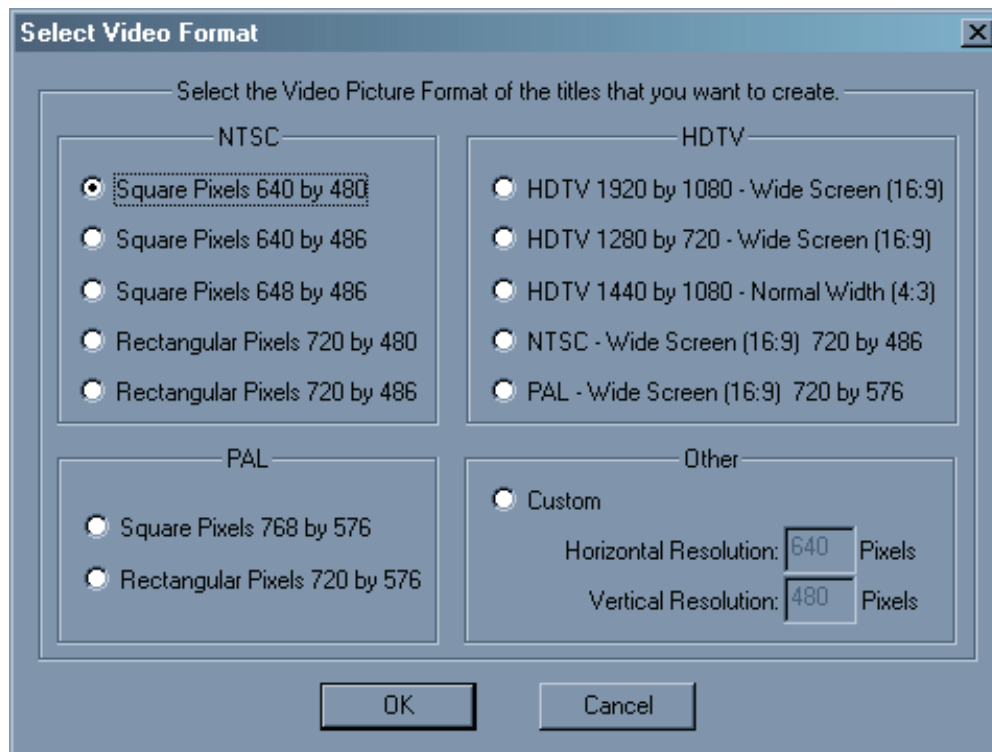 Select Video Format
Select the Video Picture Format of the titles that you want to create.
NTSC
Square Pixels 640 by 480
Square Pixels 640 by 486
Square Pixels 648 by 486
Rectangular Pixels 720 by 480
Rectangular Pixels 720 by 486
HDTV
HDTV 1920 by 1080 - Wide Screen (16:9)
HDTV 1280 by 720 - Wide Screen (16:9)
HDTV 1440 by 1080 - Normal Width (4:3)
NTSC - Wide Screen (16:9) 720 by 486
PAL - Wide Screen (16:9) 720 by 576
PAL
Square Pixels 768 by 576
Rectangular Pixels 720 by 576
Other
Custom
Horizontal Resolution: 640 Pixels
Vertical Resolution: 480 Pixels
OK
Cancel